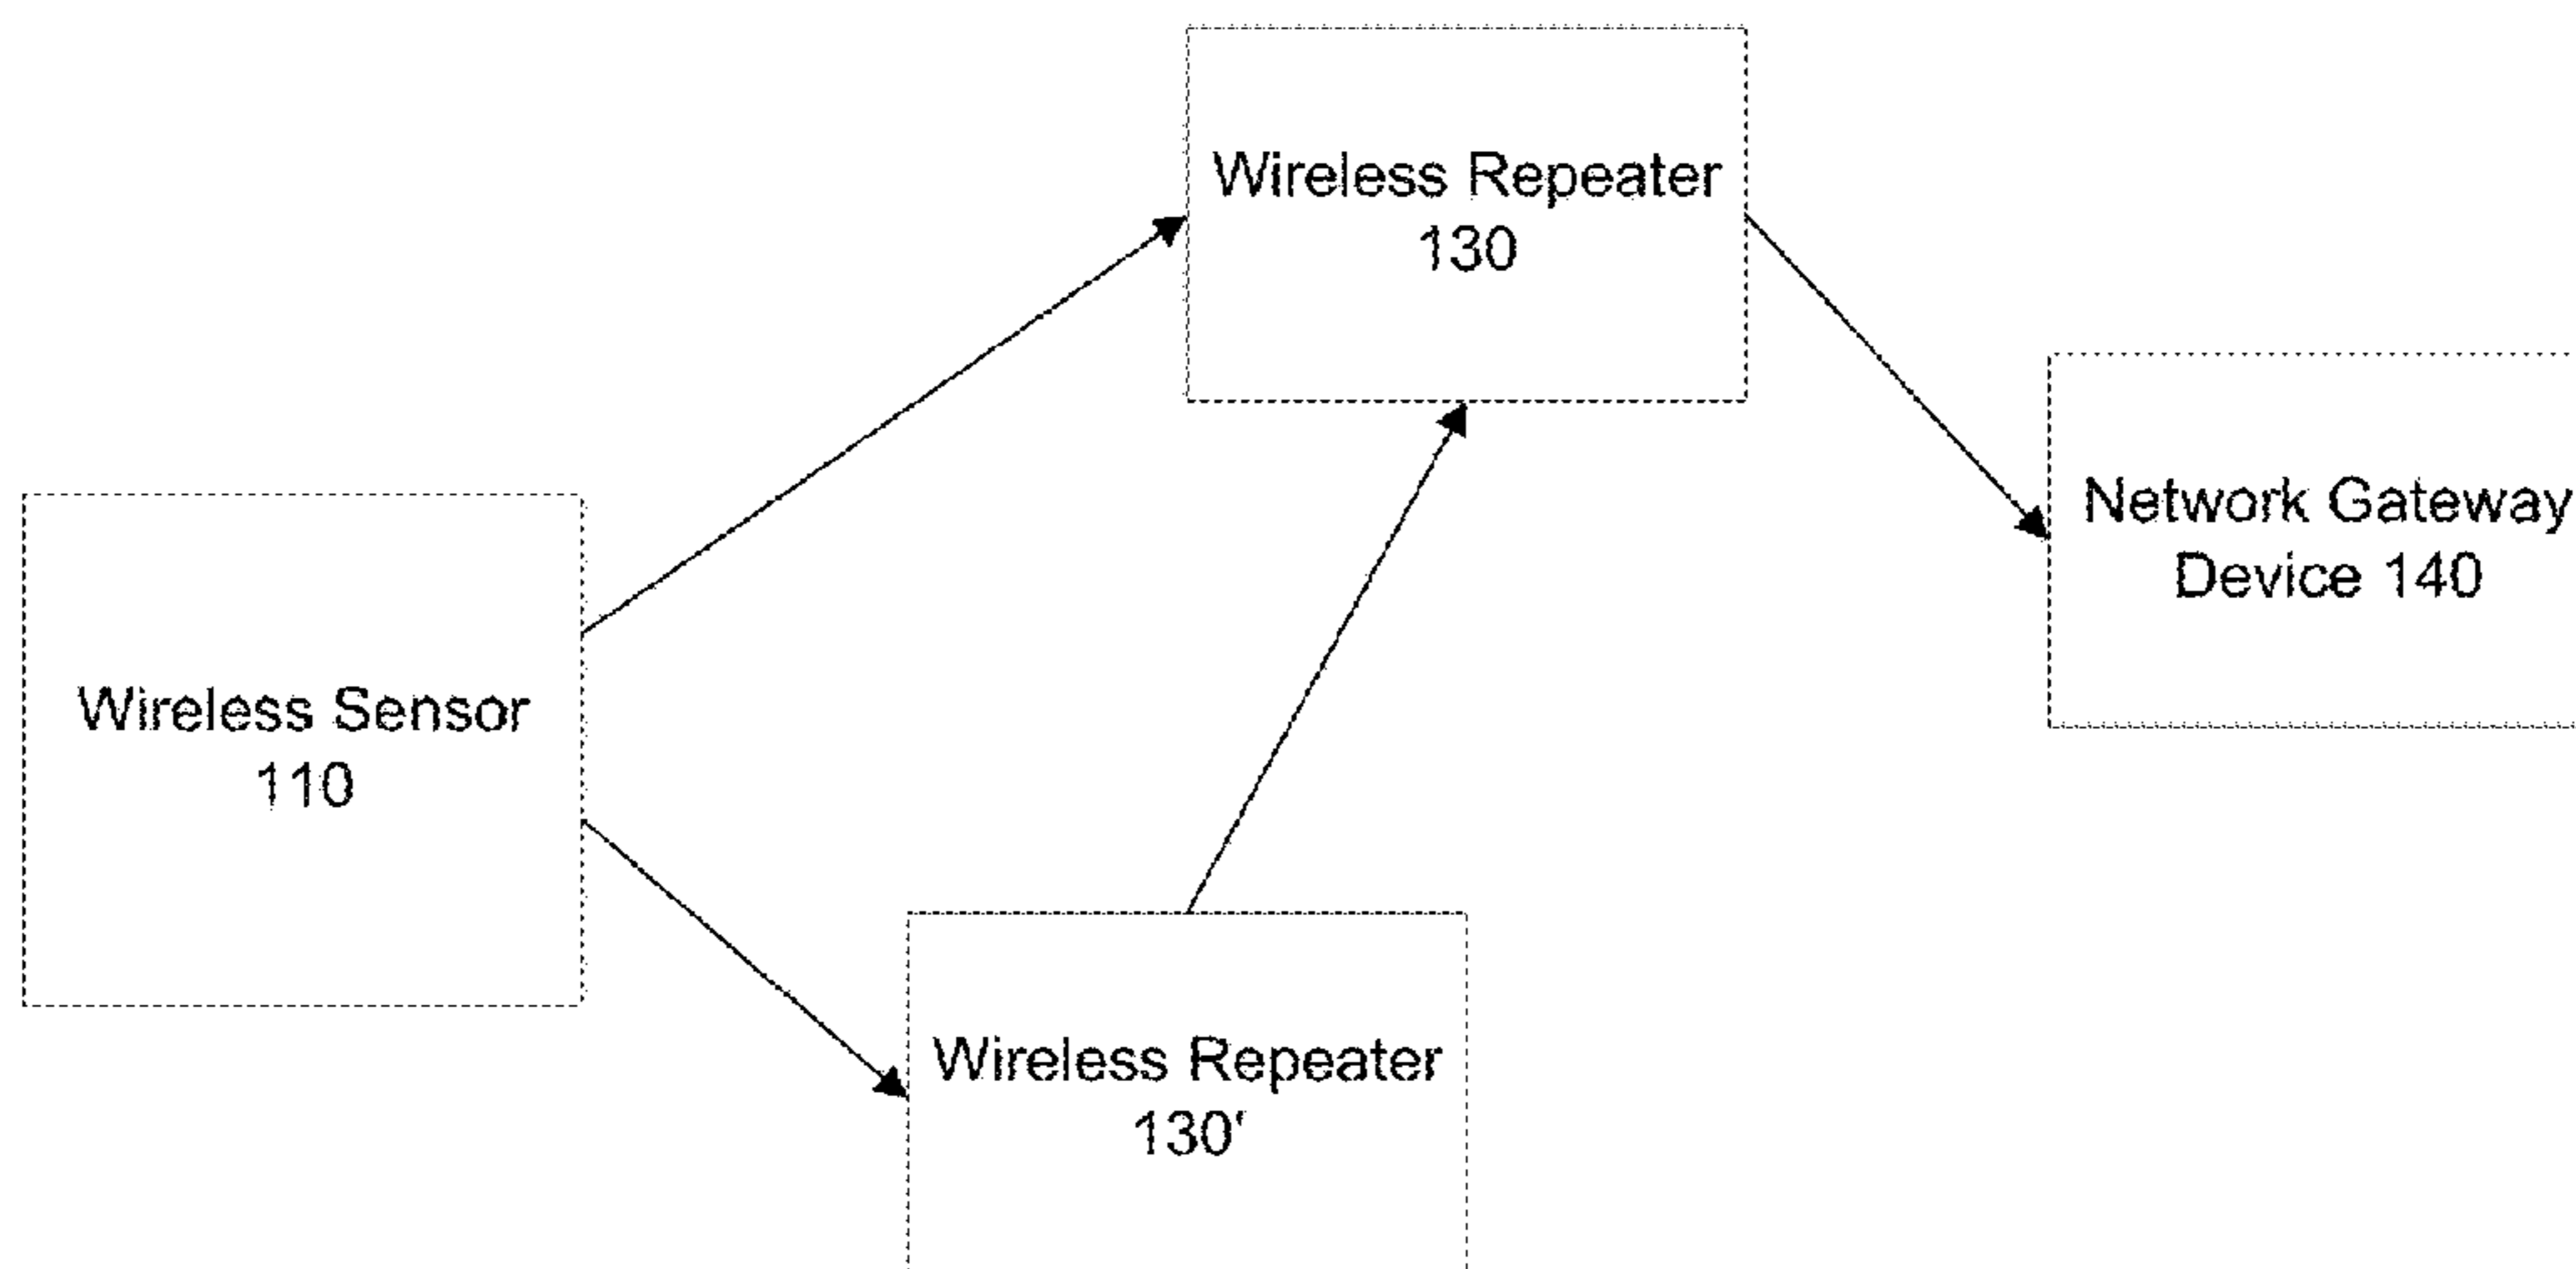 Wireless Repeater
130
Network Gateway
Device 140
Wireless Sensor
110
Wireless Repeater
130'